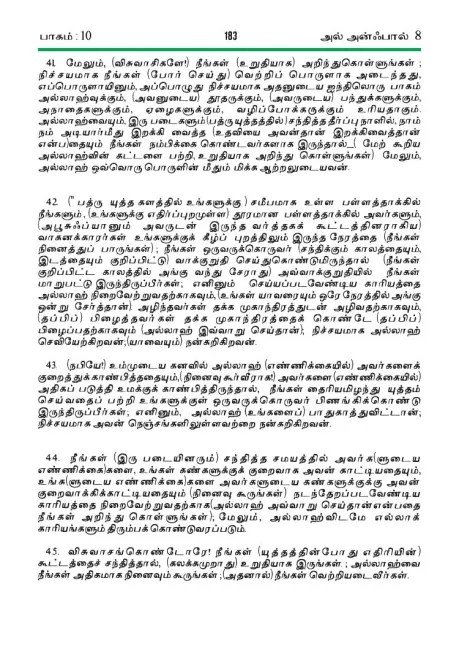 பாகம் : 10 183 அல் அன்ஃபால் 8
41. மேலும், (விசுவாசிகளே!) நீங்கள் (உறுதியாக) அறிந்துகொள்ளுங்கள் ;
நிச்சயமாக நீங்கள் (போர் செய்து) வெற்றிப் பொருளாக அடைந்தது,
எப்பொருளாயினும், அப்பொழுது நிச்சயமாக அதனுடைய ஐந்திலொரு பாகம்
அல்லாஹ்வுக்கும், (அவனுடைய) தூதருக்கும், (அவருடைய) பந்துக்களுக்கும்,
அநாதைகளுக்கும், ஏழைகளுக்கும், வழிப்போக்கருக்கும் உரியதாகும்.
அல்லாஹ்வையும், இரு படைகளும் (பத்ரு யுத்தத்தில்) சந்தித்த தீர்ப்பு நாளில், நாம்
நம் அடியார்மீது இறக்கி வைத்த (உதவியை அவன்தான் இறக்கிவைத்தான்
என்ப)தையும் நீங்கள் நம்பிக்கை கொண்டவர்களாக இருந்தால்_( மேற் கூறிய
அல்லாஹ்வின் கட்டளை பற்றி, உறுதியாக அறிந்து கொள்ளுங்கள்) மேலும்,
அல்லாஹ் ஒவ்வொரு பொருளின் மீதும் மிக்க ஆற்றலுடையவன்.
42. (" பத்ரு யுத்த களத்தில் உங்களுக்கு ) சமீபமாக உள்ள பள்ளத்தாக்கில்
நீங்களும் , (உங்களுக்கு எதிர்ப்புறமுள்ள) தூரமான பள்ளத்தாக்கில் அவர்களும்,
(அபூசுஃப்யானும் அவருடன் இருந்த வர்த்தகக் கூட்டத்தினராகிய)
வாகனக்காரர்கள் உங்களுக்குக் கீழ்ப் புறத்திலும் இருந்த நேரத்தை (நீங்கள்
நினைத்துப் பாருங்கள்) ; நீங்கள் ஒருவருக்கொருவர் (சந்திக்கும் காலத்தையும்,
இடத்தையும் குறிப்பிட்டு) வாக்குறுதி செய்துகொண்டுமிருந்தால் (நீங்கள்
குறிப்பிட்ட காலத்தில் அங்கு வந்து சேராது) அவ்வாக்குறுதியில் நீங்கள்
மாறுபட்டு இருந்திருப்பீர்கள்; எனினும் செய்யப்படவேண்டிய காரியத்தை
அல்லாஹ் நிறைவேற்றுவதற்காகவும், (உங்கள் யாவரையும் ஒரே நேரத்தில் அங்கு
ஒன்று சேர்த்தான்). அழிந்தவர்கள் தக்க முகாந்திரத்துடன் அழிவதற்காகவும்,
(தப்பிப்) பிழைத்தவர்கள் தக்க முகாந்திரத்தைக் கொண்டே (தப்பிப்)
பிழைப்பதற்காகவும் (அல்லாஹ் இவ்வாறு செய்தான்); நிச்சயமாக அல்லாஹ்
செவியேற்கிறவன்;(யாவையும்) நன்கறிகிறவன்.
43. (நபியே!) உம்முடைய கனவில் அல்லாஹ் (எண்ணிக்கையில்) அவர்களைக்
குறைத்துக்காண்பித்ததையும், (நினைவு கூர்வீராக!) அவர்களை (எண்ணிக்கையில்)
அதிகப் படுத்தி உமக்குக் காண்பித்திருந்தால், நீங்கள் தைரியமிழந்து யுத்தம்
செய்வதைப் பற்றி உங்களுக்குள் ஒருவருக்கொருவர் பிணங்கிக்கொண்டு
இருந்திருப்பீர்கள்; எனினும், அல்லாஹ் (உங்களைப்) பாதுகாத்துவிட்டான்;
நிச்சயமாக அவன் நெஞ்சங்களிலுள்ளவற்றை நன்கறிகிறவன்.
44. நீங்கள் (இரு படையினரும்) சந்தித்த சமயத்தில் அவர்க(ளுடைய
எண்ணிக்கை)களை, உங்கள் கண்களுக்குக் குறைவாக அவன் காட்டியதையும்,
உங்க(ளுடைய எண்ணிக்கை)களை அவர்களுடைய கண்களுக்குக்கு அவன்
குறைவாக்கிக்காட்டியதையும் (நினைவு கூருங்கள் ) நடந்தேறப்படவேண்டிய
காரியத்தை நிறைவேற்றுவதற்காக(அல்லாஹ் அவ்வாறு செய்தான் என்பதை
நீங்கள் அறிந்து கொள்ளுங்கள்); மேலும், அல்லாஹ்விடமே எல்லாக்
காரியங்களும் திரும்பக்கொண்டுவரப்படும்.
45. விசுவாசங்கொண்டோரே! நீங்கள் (யுத்தத்தின்போது எதிரியின் )
கூட்டத்தைச் சந்தித்தால், (கலக்கமுறாது) உறுதியாக இருங்கள். ; அல்லாஹ்வை
நீங்கள் அதிகமாக நினைவும் கூருங்கள் ;(அதனால்) நீங்கள் வெற்றியடைவீர்கள்.